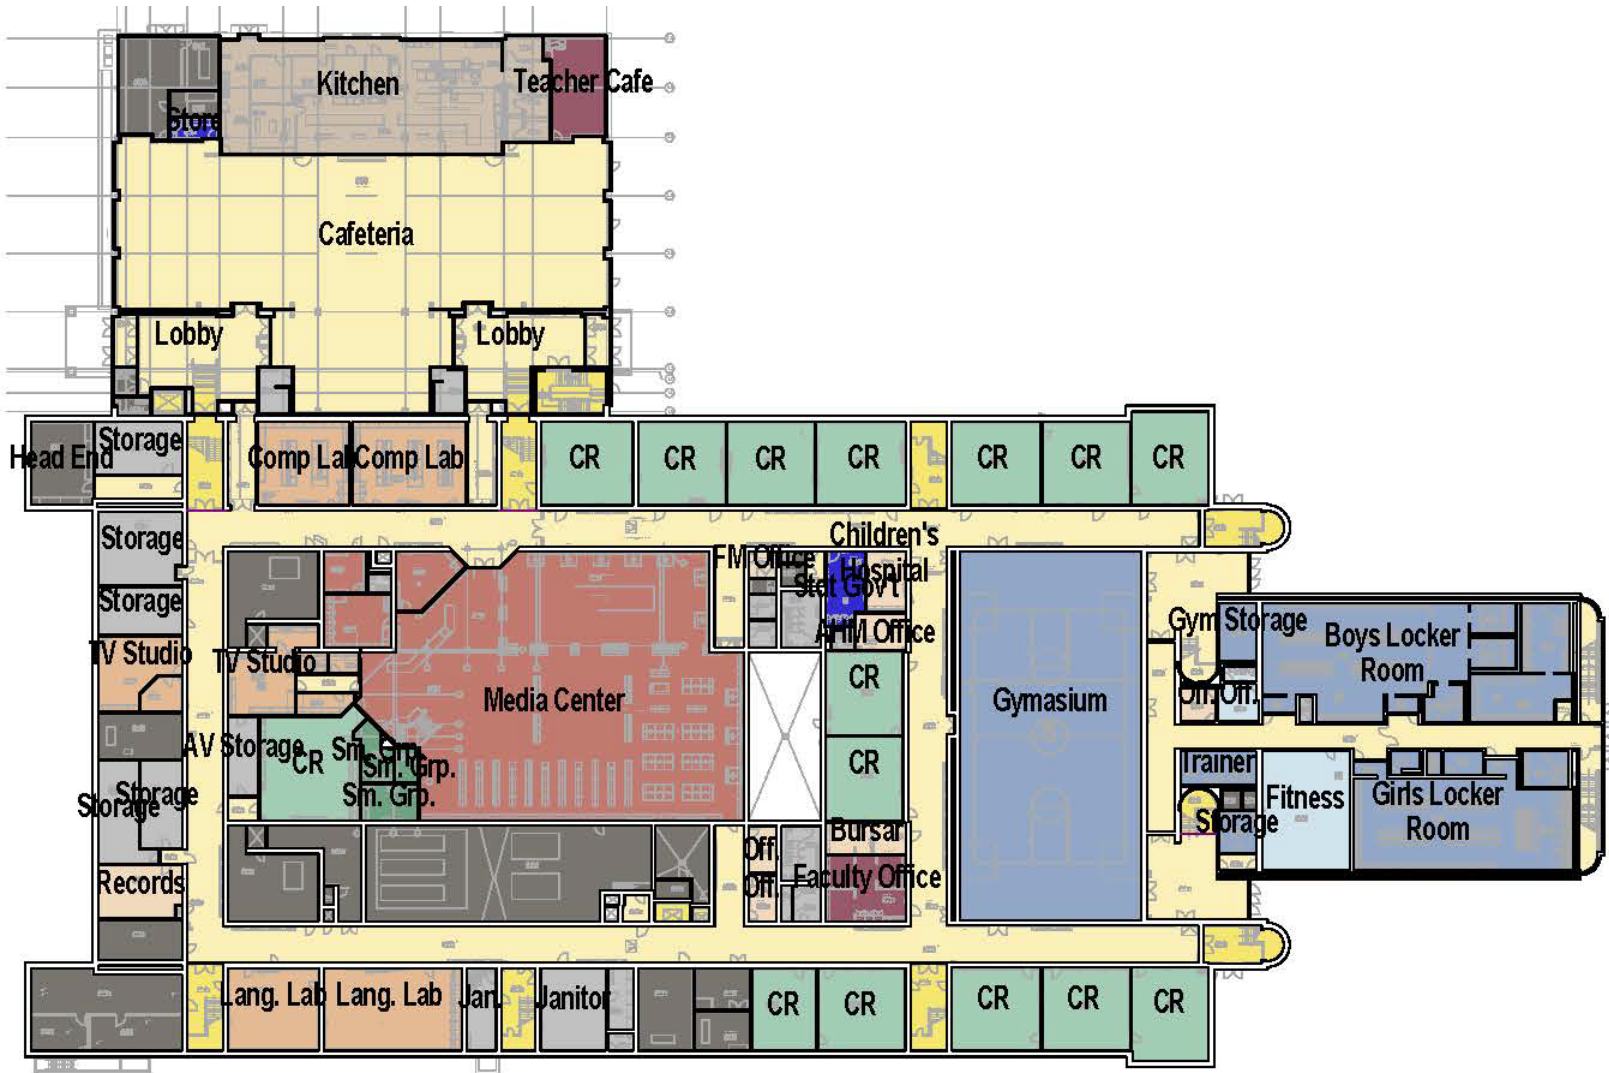 Kitchen
Teacher Cafe
Store
Cafeteria
Lobby
Lobby
Head End
Storage
Comp Lab
Comp Lab
CR
CR
CR
CR
CR
CR
CR
Storage
Children's
Hospital
FM Office
Stdt Gov't
Storage
Gym Storage
Boys Locker
Room
TV Studio
TV Studio
AHM Office
CR
Media Center
Gymasium
Off.
Off.
AV Storage
CR
Sm. Grp.
Sm. Grp.
Sm. Grp.
CR
Trainer
Storage
Storage
Fitness
Girls Locker
Room
Storage
Bursar
Off.
Off.
Faculty Office
Records
Lang. Lab
Lang. Lab
Jan.
Janitor
CR
CR
CR
CR
CR